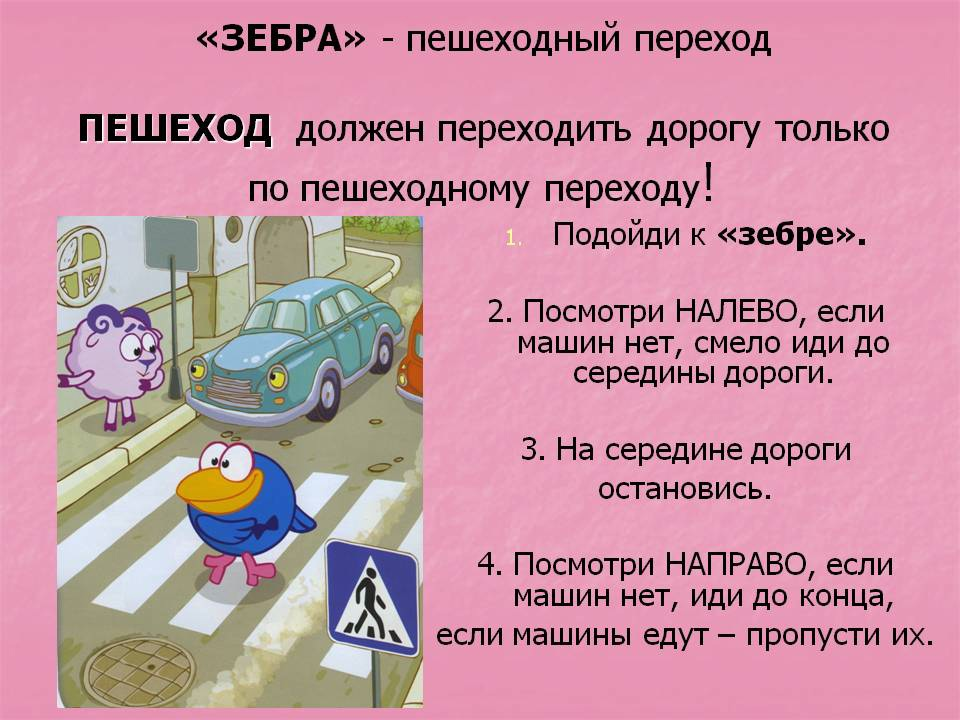 «ЗЕБРА» - пешеходный переход
ПЕШЕХОД должен переходить дорогу только
по пешеходному переходу!
1. Подойди к «зебре».
2. Посмотри НАЛЕВО, если
машин нет, смело иди до
середины дороги.
3. На середине дороги
остановись.
4. Посмотри НАПРАВО, если
машин нет, иди до конца,
если машины едут – пропусти их.